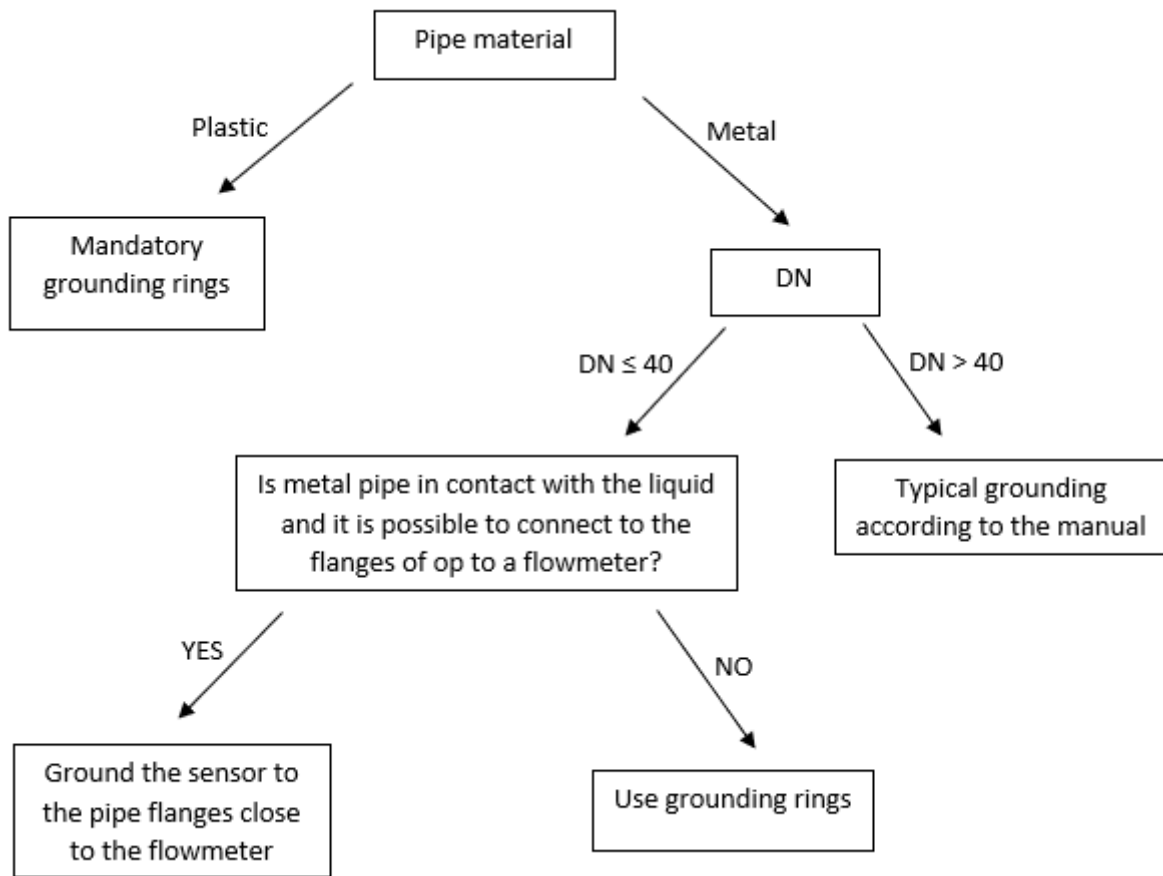 Pipe material
Plastic
Metal
Mandatory
grounding rings
DN
DN ≤ 40
DN > 40
Is metal pipe in contact with the liquid
and it is possible to connect to the
flanges of op to a flowmeter?
Typical grounding
according to the manual
YES
NO
Ground the sensor to
the pipe flanges close
to the flowmeter
Use grounding rings